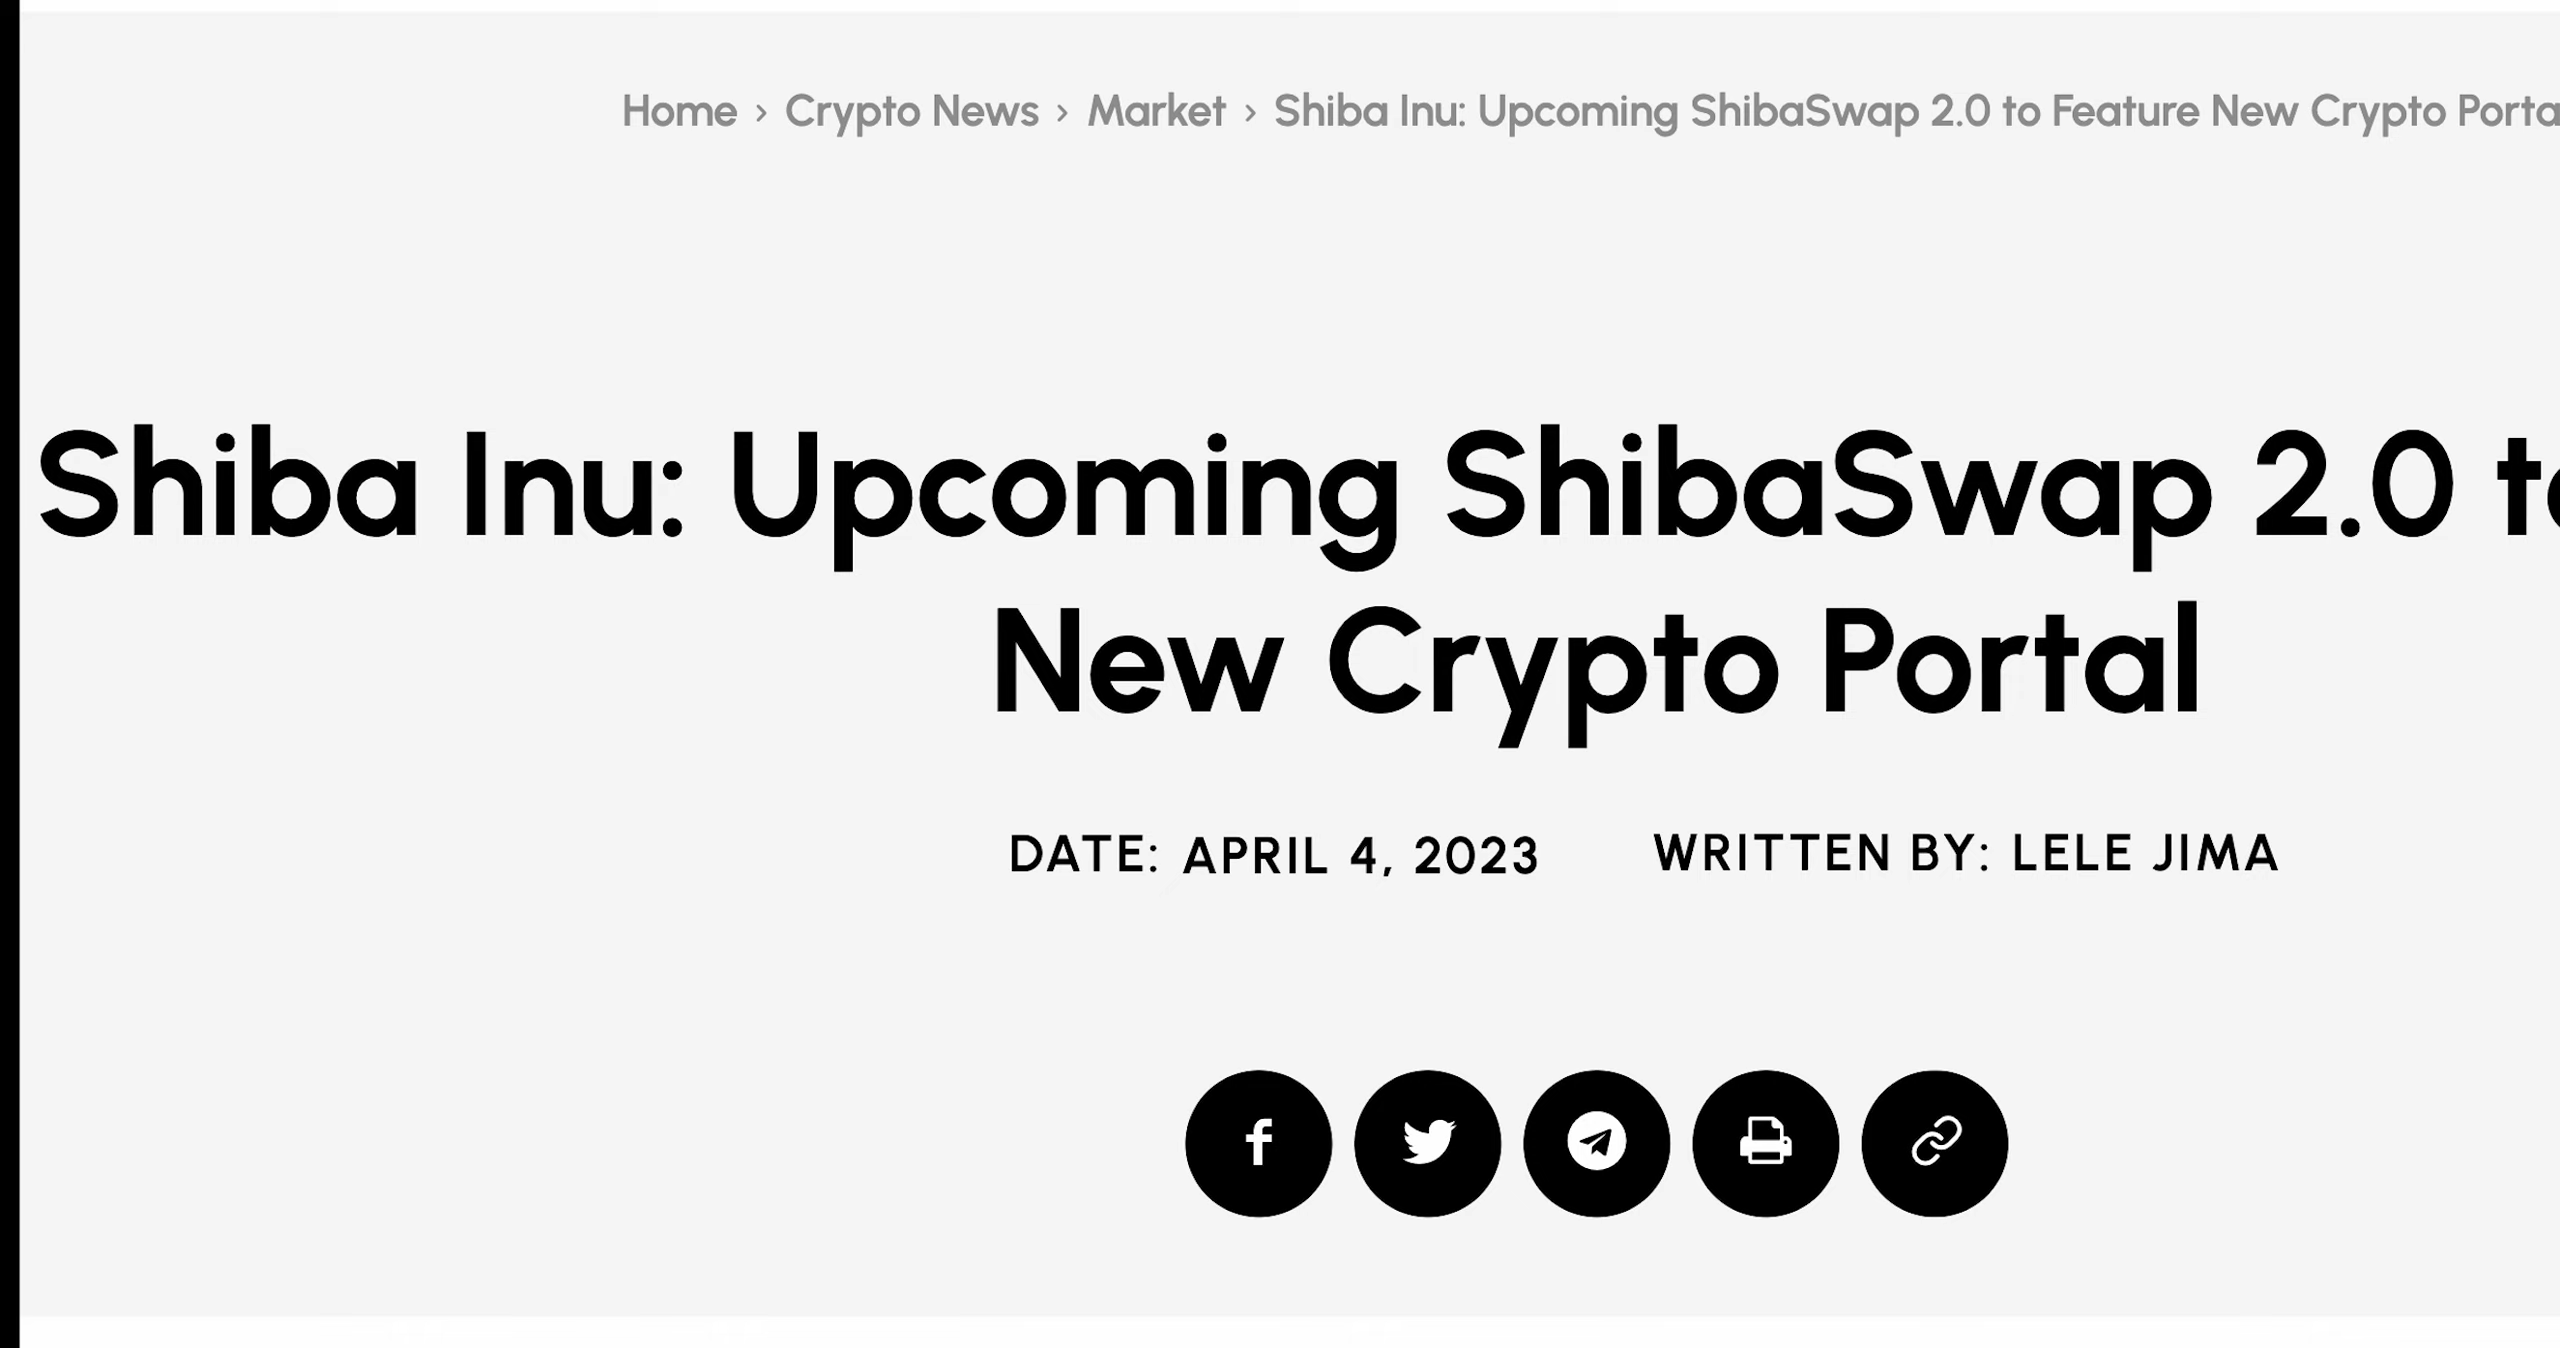 Home › Crypto News › Market › Shiba Inu: Upcoming ShibaSwap 2.0 to Feature New Crypto
Shiba Inu: Upcoming ShibaSwap 2.0
New Crypto Portal
DATE: APRIL 4, 2023 WRITTEN BY: LELE JIMA